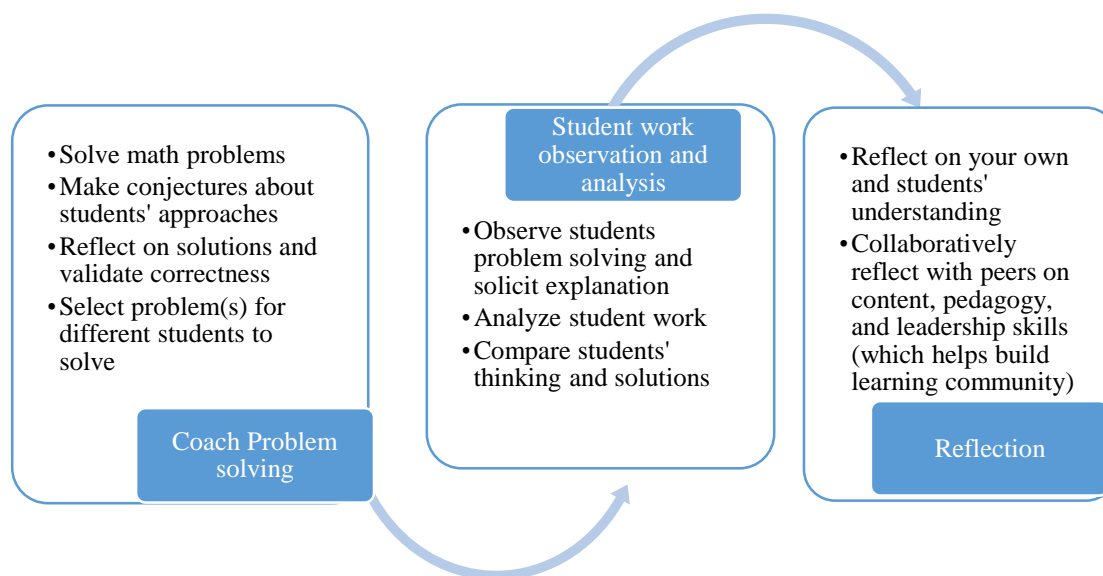 •Solve math problems
•Make conjectures about
students' approaches
•Reflect on solutions and
validate correctness
•Select problem(s) for
different students to
solve
Coach Problem
solving
Student work
observation and
analysis
•Observe students
problem solving and
solicit explanation
•Analyze student work
•Compare students'
thinking and solutions
•Reflect on your own
and students'
understanding
•Collaboratively
reflect with peers on
content, pedagogy,
and leadership skills
(which helps build
learning community)
Reflection